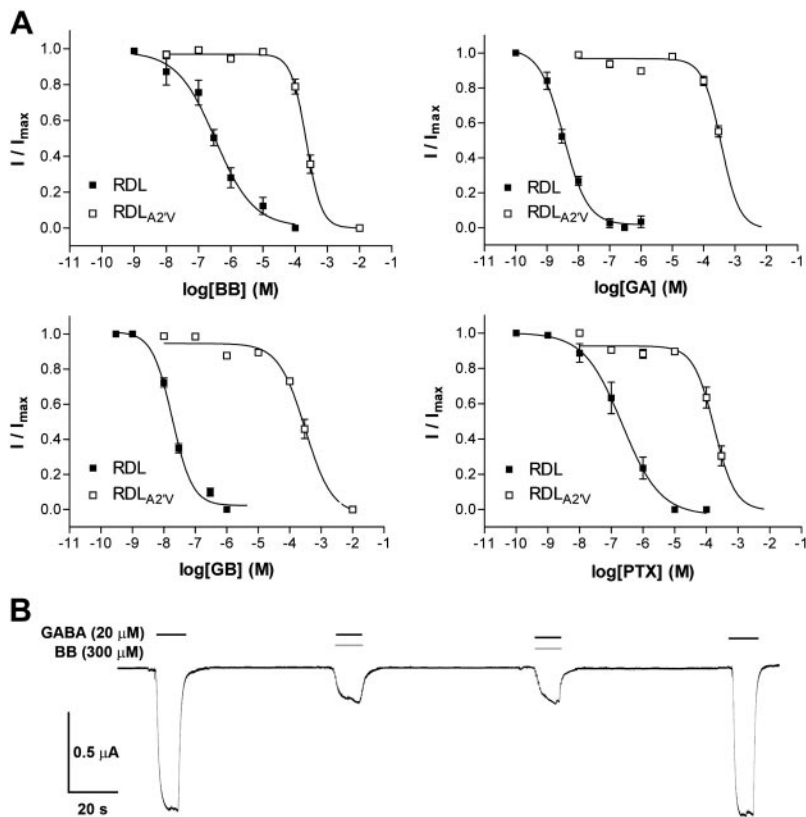 A
I / Imax
1.0
0.8
0.6
0.4
0.2
0.0
RDL
RDLA2'V
-11 -10 -9 -8 -7 -6 -5 -4 -3 -2 -1
log[BB] (M)
I / Imax
1.0
0.8
0.6
0.4
0.2
0.0
RDL
RDLA2'V
-11 -10 -9 -8 -7 -6 -5 -4 -3 -2 -1
log[GA] (M)
I / Imax
1.0
0.8
0.6
0.4
0.2
0.0
RDL
RDLA2'V
-11 -10 -9 -8 -7 -6 -5 -4 -3 -2 -1
log[GB] (M)
I / Imax
1.0
0.8
0.6
0.4
0.2
0.0
RDL
RDLA2'V
-11 -10 -9 -8 -7 -6 -5 -4 -3 -2 -1
log[PTX] (M)
B
GABA (20 μM)
BB (300 μM)
0.5 μA
20 s